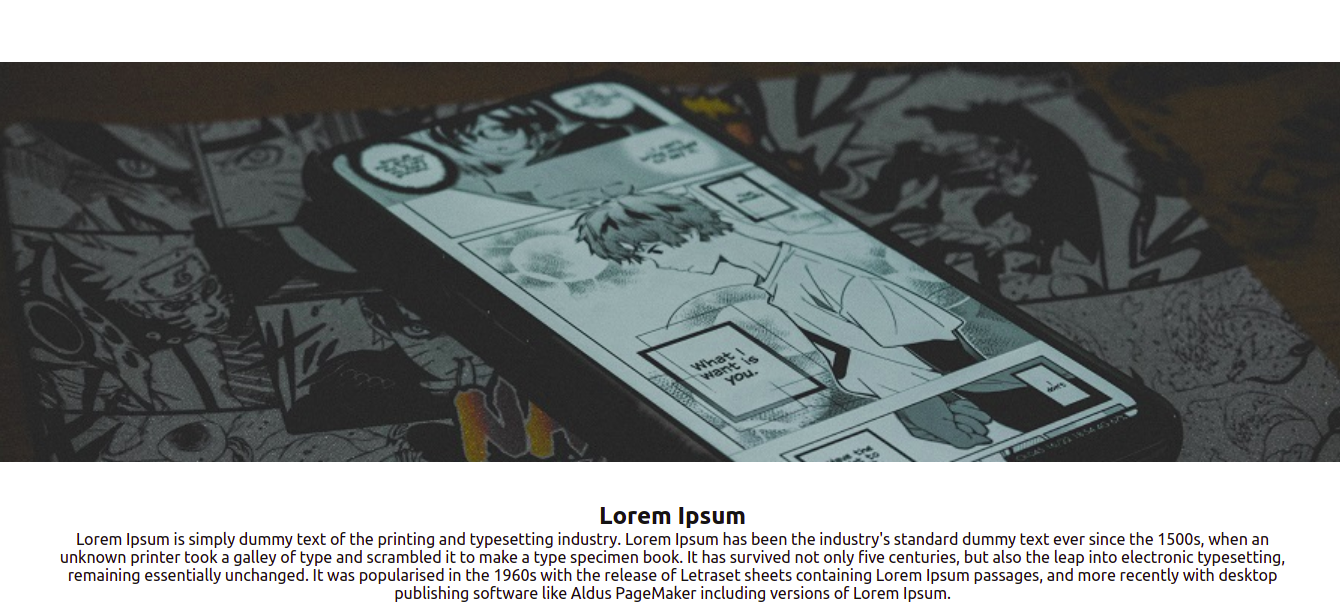 What I
want is
you.
Lorem Ipsum
Lorem Ipsum is simply dummy text of the printing and typesetting industry. Lorem Ipsum has been the industry's standard dummy text ever since the 1500s, when an
unknown printer took a galley of type and scrambled it to make a type specimen book. It has survived not only five centuries, but also the leap into electronic typesetting,
remaining essentially unchanged. It was popularised in the 1960s with the release of Letraset sheets containing Lorem Ipsum passages, and more recently with desktop
publishing software like Aldus PageMaker including versions of Lorem Ipsum.